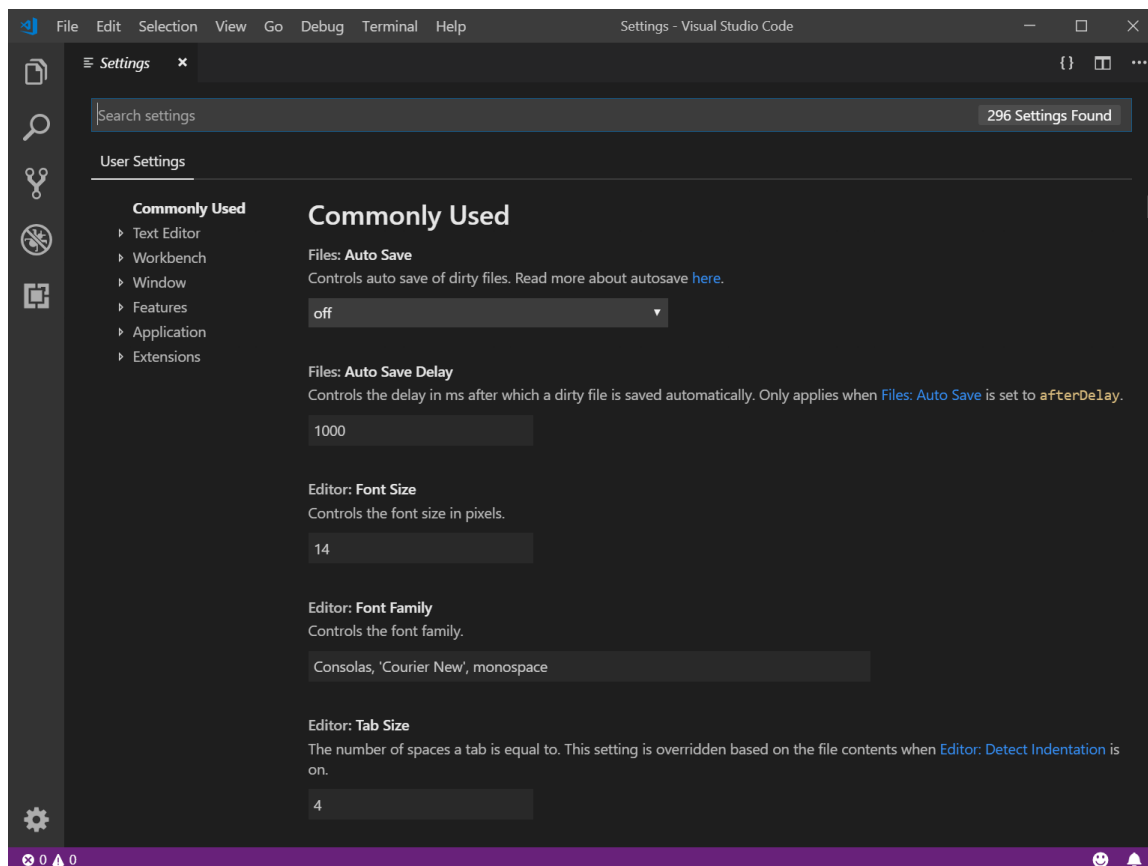 File Edit Selection View Go Debug Terminal Help Settings - Visual Studio Code
Settings
Search settings 296 Settings Found
User Settings
Commonly Used
Text Editor
Workbench
Window
Features
Application
Extensions
Commonly Used
Files: Auto Save
Controls auto save of dirty files. Read more about autosave here.
off
Files: Auto Save Delay
Controls the delay in ms after which a dirty file is saved automatically. Only applies when Files: Auto Save is set to afterDelay.
1000
Editor: Font Size
Controls the font size in pixels.
14
Editor: Font Family
Controls the font family.
Consolas, 'Courier New', monospace
Editor: Tab Size
The number of spaces a tab is equal to. This setting is overridden based on the file contents when Editor: Detect Indentation is
on.
4
0 0